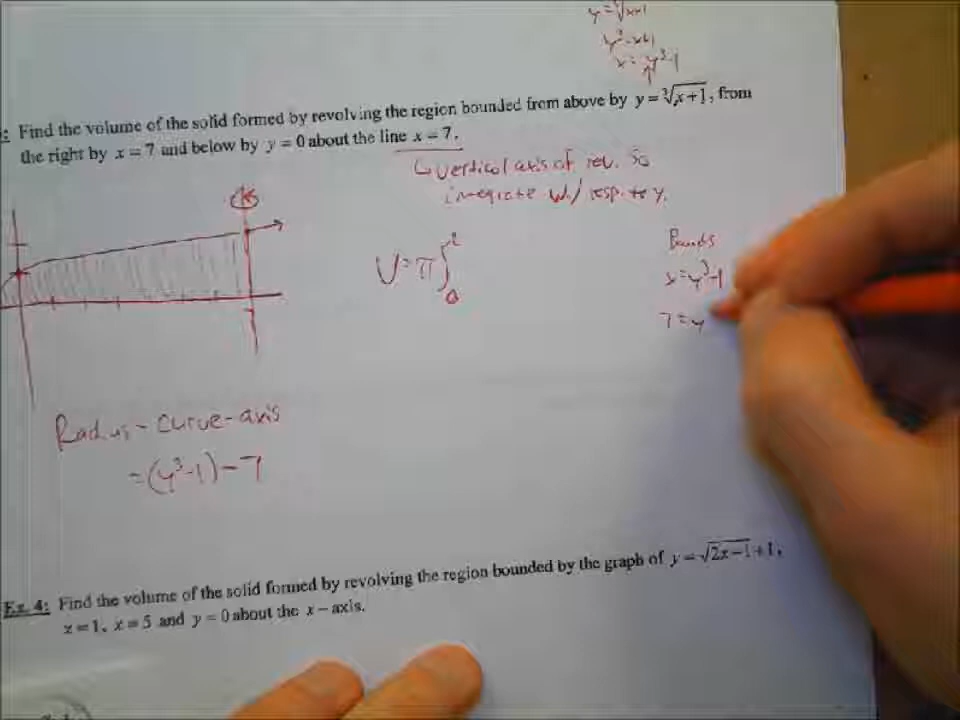 y = ∛x+1
y³ = x+1
x = y³-1
: Find the volume of the solid formed by revolving the region bounded from above by y = ∛x+1, from
the right by x = 7 and below by y = 0 about the line x = 7.
↳ vertical axis of rev. so
integrate w./ resp. to y.
V = π∫₀²
Bounds
x = y³-1
7 = y
Radius = curve - axis
= (y³-1) - 7
Ex. 4: Find the volume of the solid formed by revolving the region bounded by the graph of y = √2x-1 + 1,
x = 1, x = 5 and y = 0 about the x - axis.